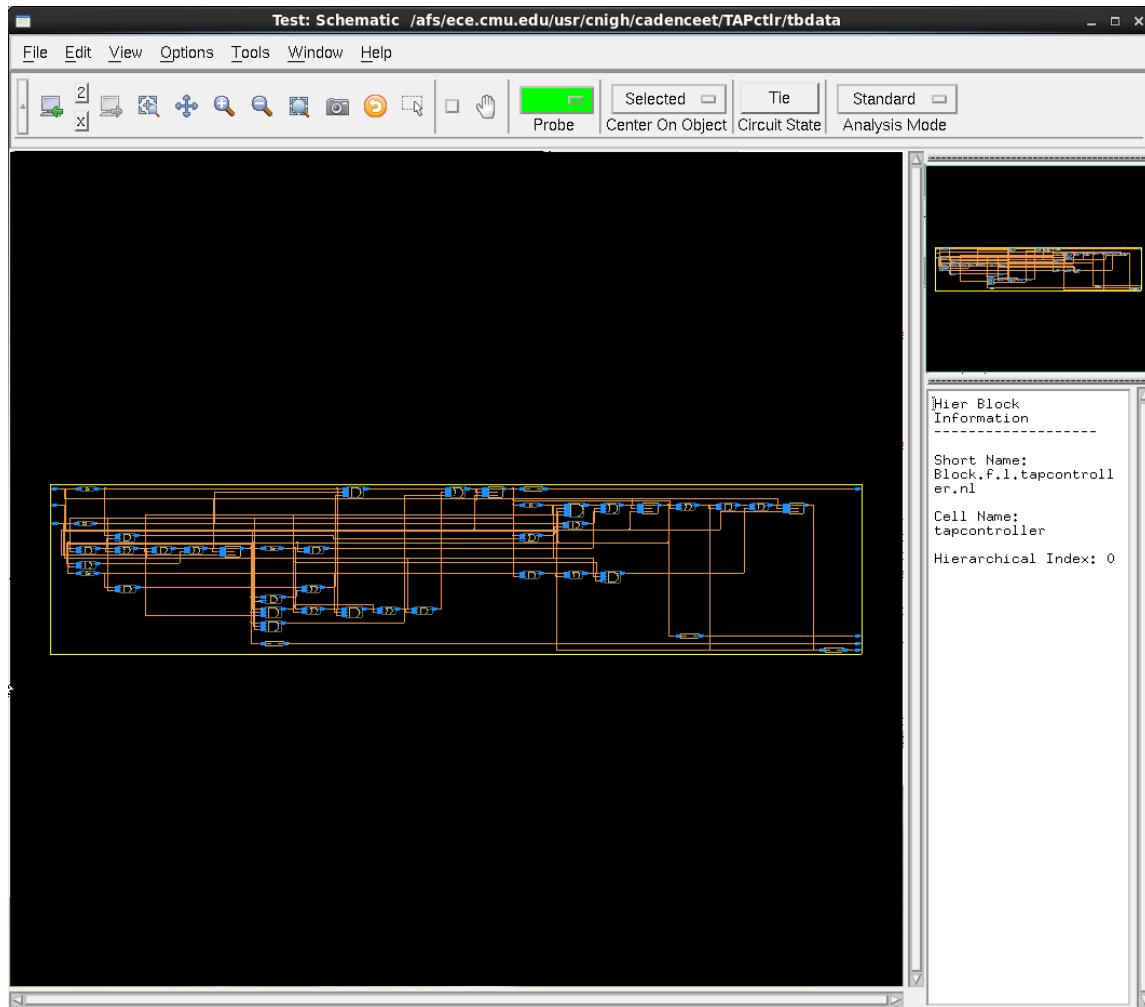 Test: Schematic /afs/ece.cmu.edu/usr/cnigh/cadenceet/TAPctlr/tbdata
File Edit View Options Tools Window Help
2
x
Selected
Tie
Standard
Probe
Center On Object
Circuit State
Analysis Mode
Hier Block
Information
-------------------
Short Name:
Block.f.l.tapcontroll
er.nl
Cell Name:
tapcontroller
Hierarchical Index: 0